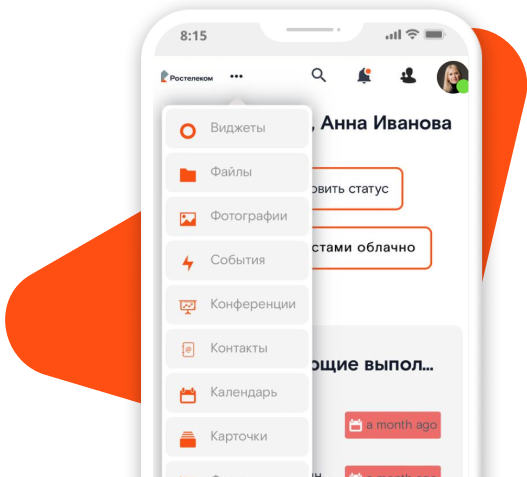 8:15
Ростелеком
, Анна Иванова
Виджеты
Файлы
овить статус
Фотографии
стами облачно
События
Конференции
Контакты
ющие выпол...
Календарь
a month ago
Карточки